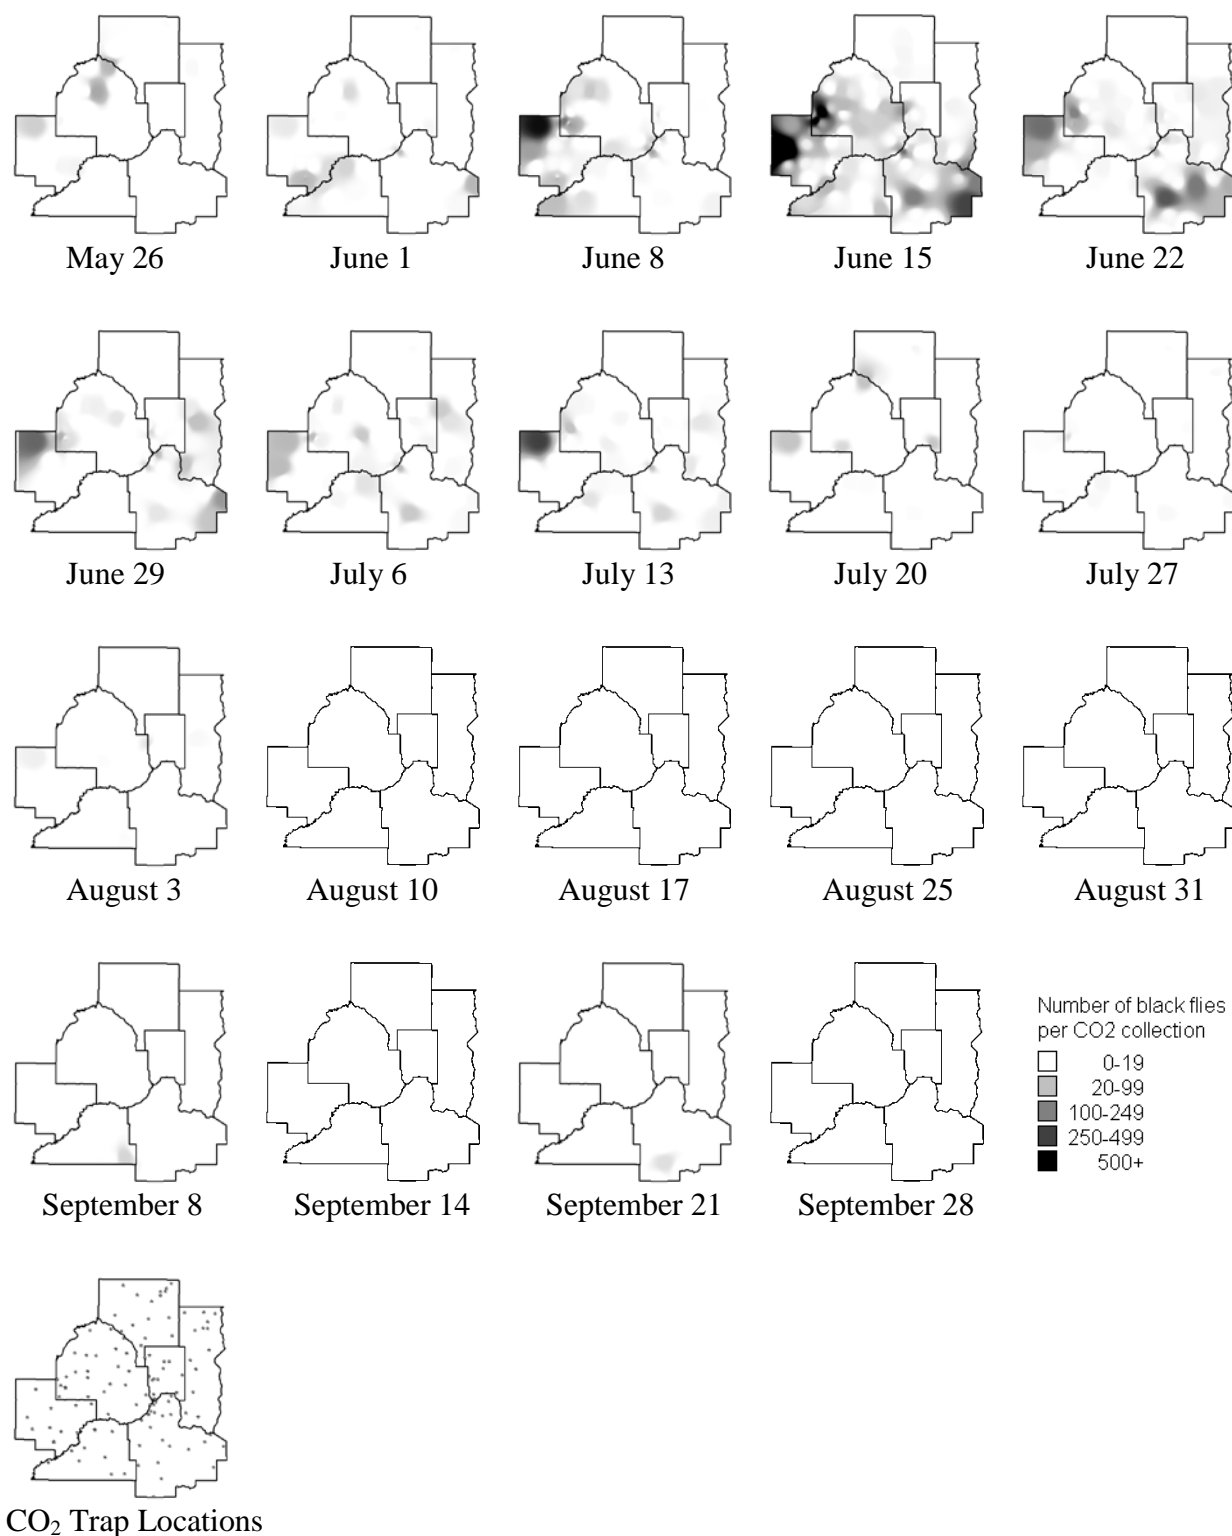 May 26
June 1
June 8
June 15
June 22
June 29
July 6
July 13
July 20
July 27
August 3
August 10
August 17
August 25
August 31
September 8
September 14
September 21
September 28
Number of black flies
per CO2 collection
0-19
20-99
100-249
250-499
500+
CO₂ Trap Locations